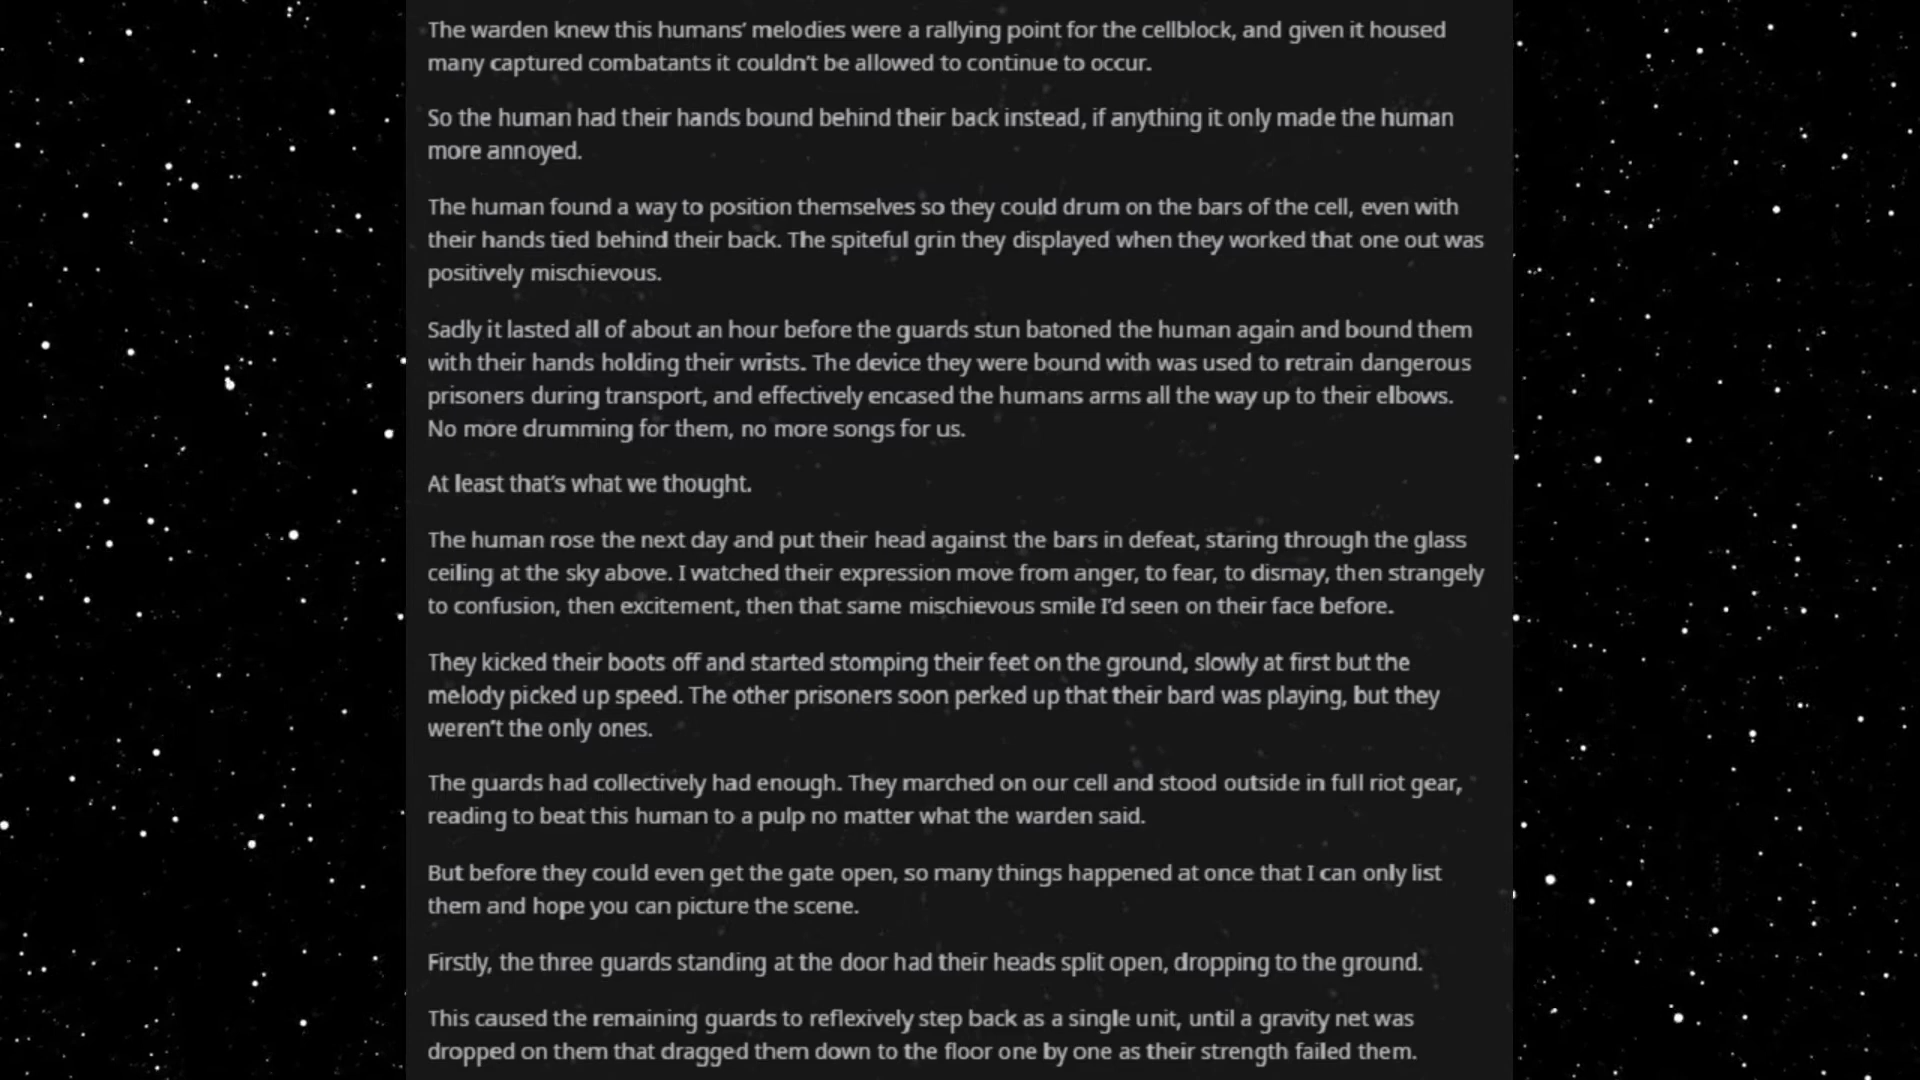 The warden knew this humans’ melodies were a rallying point for the cellblock, and given it housed
many captured combatants it couldn’t be allowed to continue to occur.
So the human had their hands bound behind their back instead, if anything it only made the human
more annoyed.
The human found a way to position themselves so they could drum on the bars of the cell, even with
their hands tied behind their back. The spiteful grin they displayed when they worked that one out was
positively mischievous.
Sadly it lasted all of about an hour before the guards stun batoned the human again and bound them
with their hands holding their wrists. The device they were bound with was used to retrain dangerous
prisoners during transport, and effectively encased the humans arms all the way up to their elbows.
No more drumming for them, no more songs for us.
At least that’s what we thought.
The human rose the next day and put their head against the bars in defeat, staring through the glass
ceiling at the sky above. I watched their expression move from anger, to fear, to dismay, then strangely
to confusion, then excitement, then that same mischievous smile I’d seen on their face before.
They kicked their boots off and started stomping their feet on the ground, slowly at first but the
melody picked up speed. The other prisoners soon perked up that their bard was playing, but they
weren’t the only ones.
The guards had collectively had enough. They marched on our cell and stood outside in full riot gear,
reading to beat this human to a pulp no matter what the warden said.
But before they could even get the gate open, so many things happened at once that I can only list
them and hope you can picture the scene.
Firstly, the three guards standing at the door had their heads split open, dropping to the ground.
This caused the remaining guards to reflexively step back as a single unit, until a gravity net was
dropped on them that dragged them down to the floor one by one as their strength failed them.